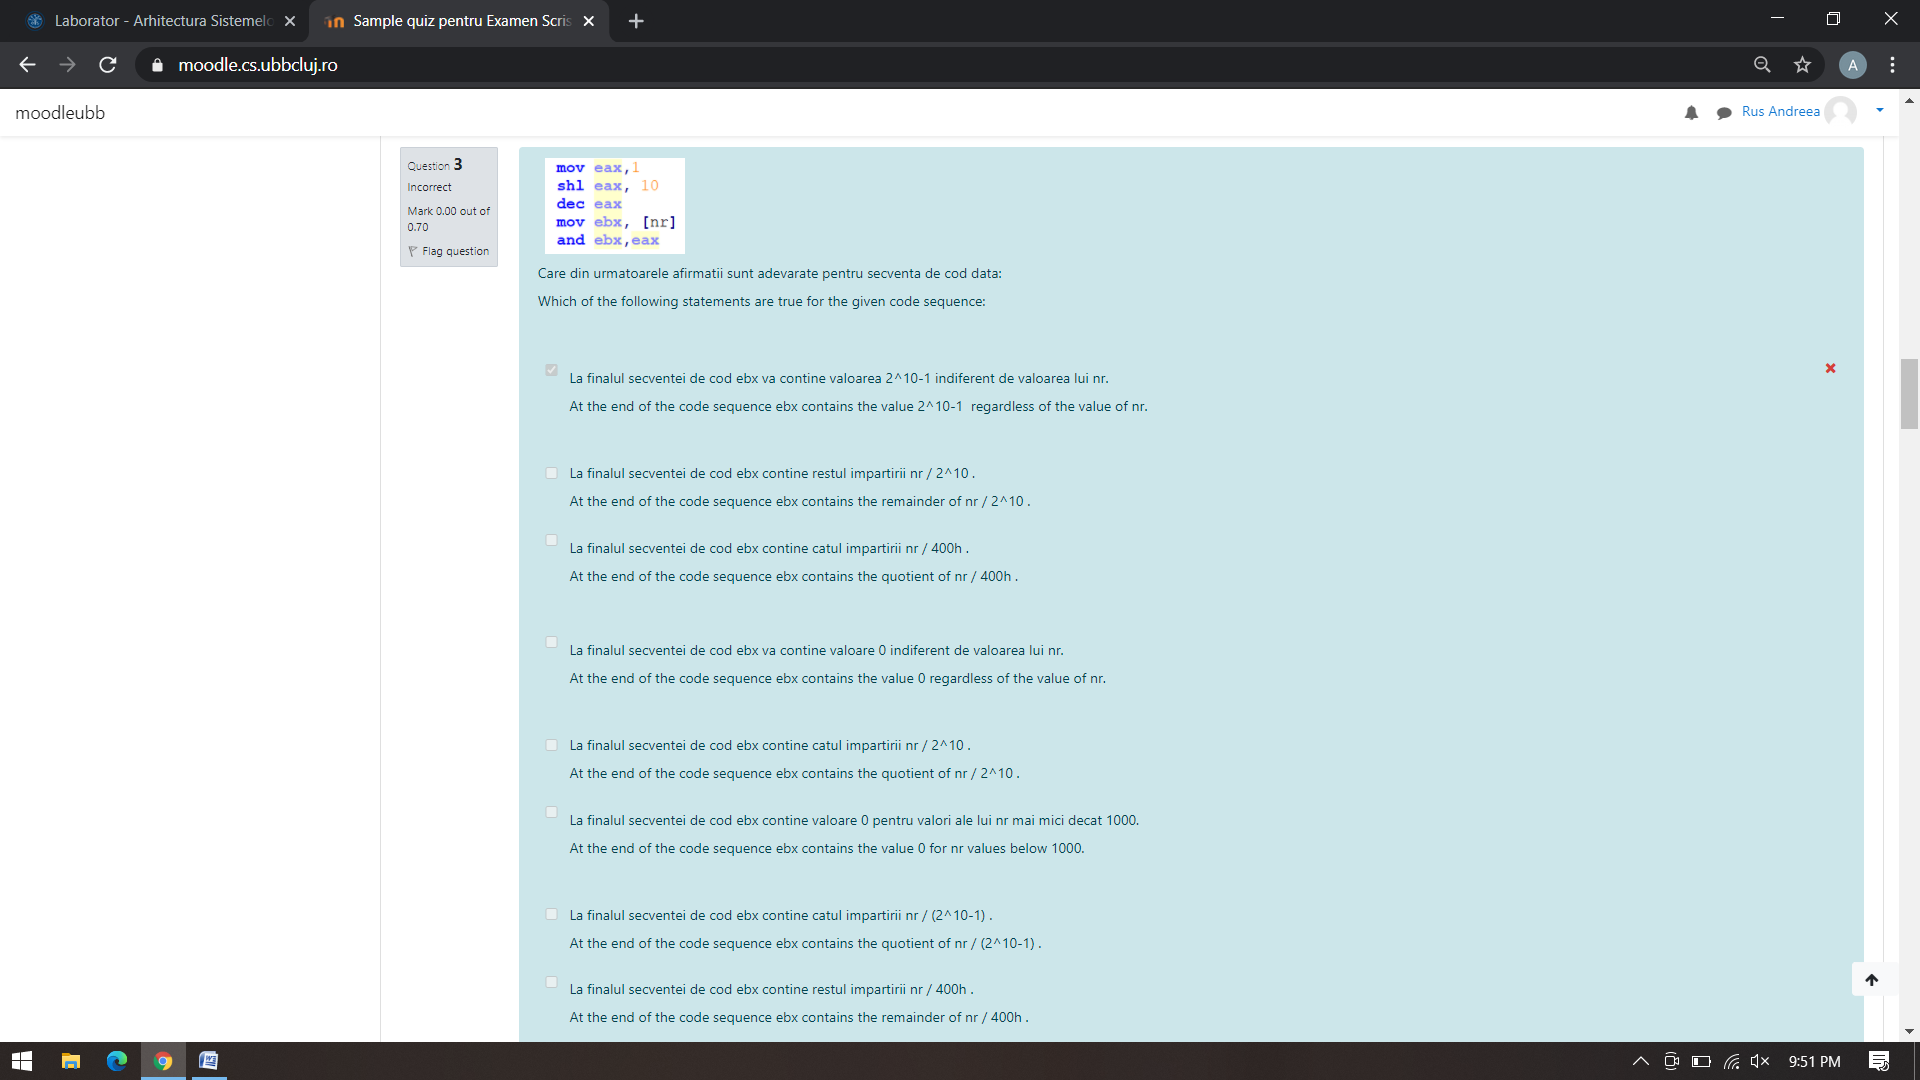 Laborator - Arhitectura Sistemelo
Sample quiz pentru Examen Scris
moodle.cs.ubbcluj.ro
A
moodleubb
Rus Andreea
Question 3
Incorrect
Mark 0.00 out of
0.70
Flag question
mov eax,1
shl eax, 10
dec eax
mov ebx, [nr]
and ebx,eax
Care din urmatoarele afirmatii sunt adevarate pentru secventa de cod data:
Which of the following statements are true for the given code sequence:
La finalul secventei de cod ebx va contine valoarea 2^10-1 indiferent de valoarea lui nr.
At the end of the code sequence ebx contains the value 2^10-1 regardless of the value of nr.
La finalul secventei de cod ebx contine restul impartirii nr / 2^10 .
At the end of the code sequence ebx contains the remainder of nr / 2^10 .
La finalul secventei de cod ebx contine catul impartirii nr / 400h .
At the end of the code sequence ebx contains the quotient of nr / 400h .
La finalul secventei de cod ebx va contine valoare 0 indiferent de valoarea lui nr.
At the end of the code sequence ebx contains the value 0 regardless of the value of nr.
La finalul secventei de cod ebx contine catul impartirii nr / 2^10 .
At the end of the code sequence ebx contains the quotient of nr / 2^10 .
La finalul secventei de cod ebx contine valoare 0 pentru valori ale lui nr mai mici decat 1000.
At the end of the code sequence ebx contains the value 0 for nr values below 1000.
La finalul secventei de cod ebx contine catul impartirii nr / (2^10-1) .
At the end of the code sequence ebx contains the quotient of nr / (2^10-1) .
La finalul secventei de cod ebx contine restul impartirii nr / 400h .
At the end of the code sequence ebx contains the remainder of nr / 400h .
9:51 PM